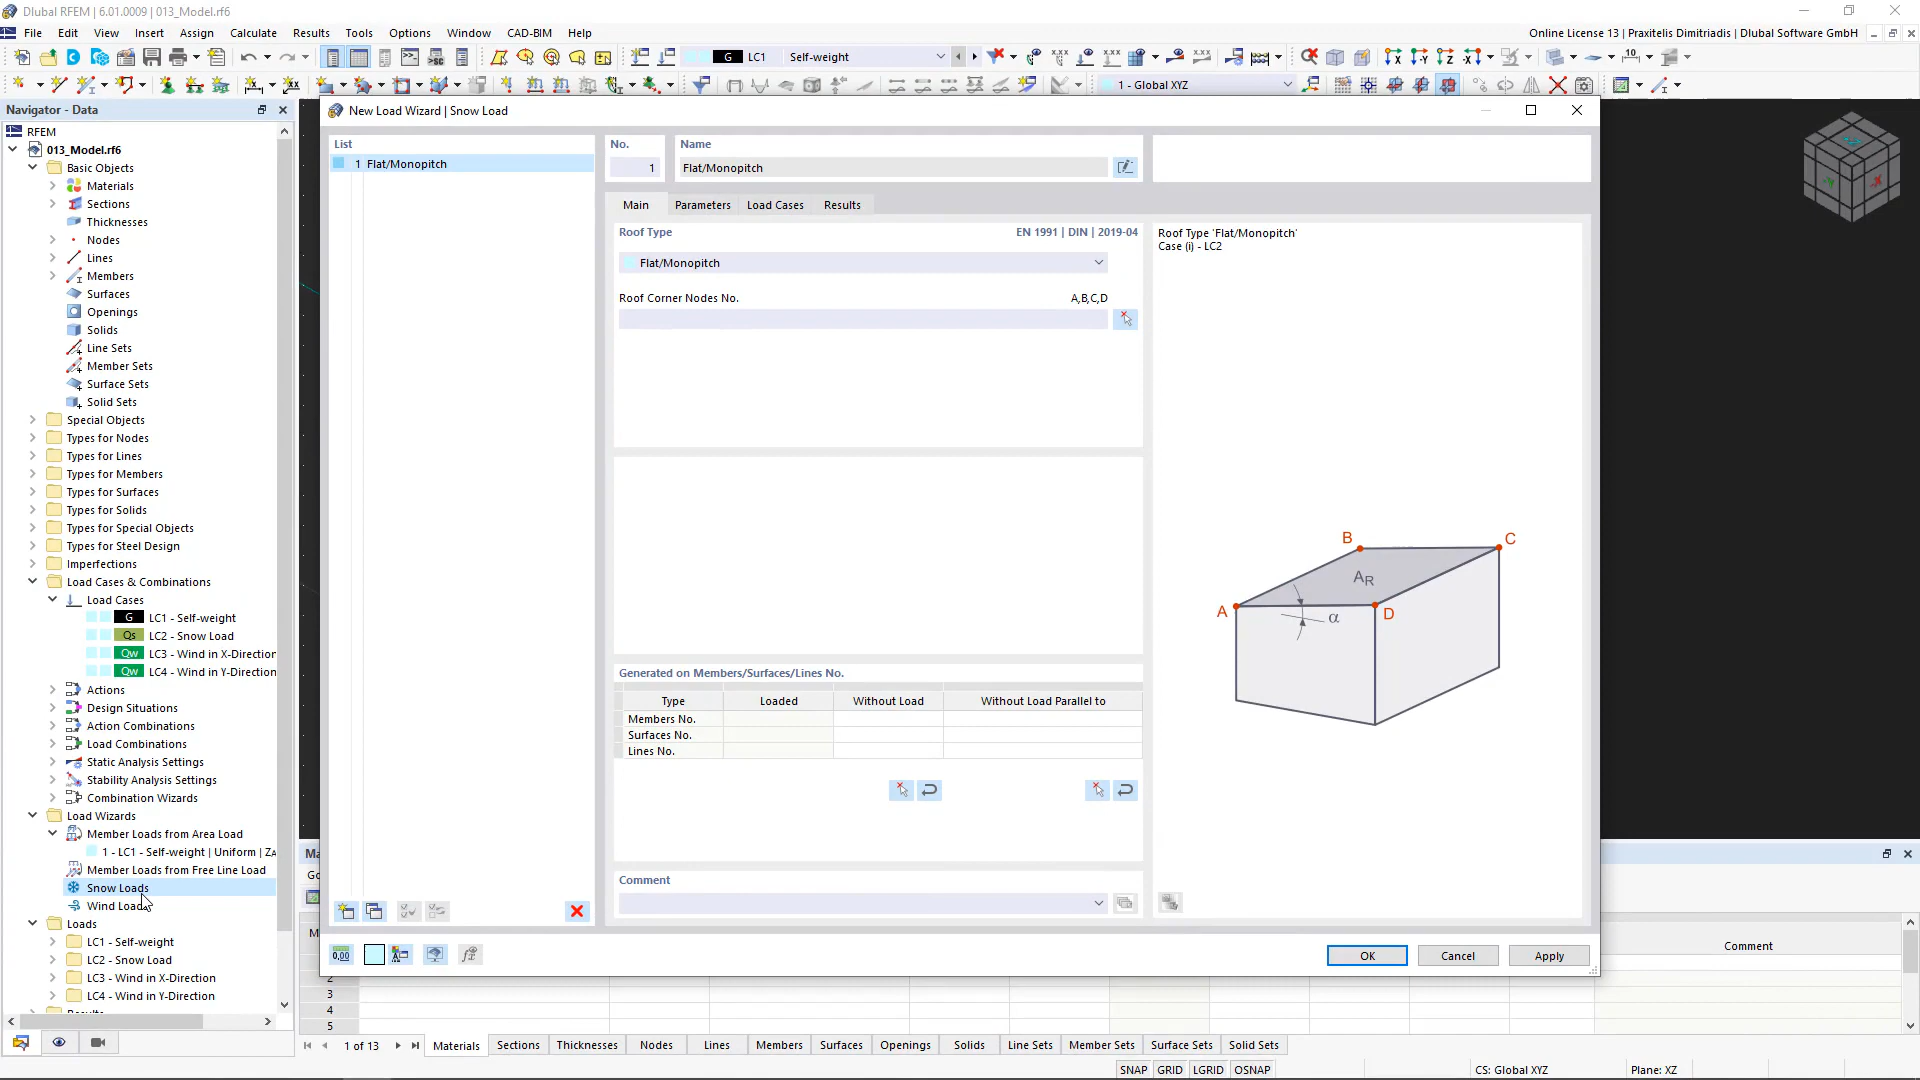 Dlubal RFEM | 6.01.0009 | 013_Model.rf6
File Edit View Insert Assign Calculate Results Tools Options Window CAD-BIM Help
Online License 13 | Praxitelis Dimitriadis | Dlubal Software GmbH
G LC1 Self-weight
1 - Global XYZ
Navigator - Data
RFEM
013_Model.rf6
Basic Objects
Materials
Sections
Thicknesses
Nodes
Lines
Members
Surfaces
Openings
Solids
Line Sets
Member Sets
Surface Sets
Solid Sets
Special Objects
Types for Nodes
Types for Lines
Types for Members
Types for Surfaces
Types for Solids
Types for Special Objects
Types for Steel Design
Imperfections
Load Cases & Combinations
Load Cases
G LC1 - Self-weight
Qs LC2 - Snow Load
Qw LC3 - Wind in X-Direction
Qw LC4 - Wind in Y-Direction
Actions
Design Situations
Action Combinations
Load Combinations
Static Analysis Settings
Stability Analysis Settings
Combination Wizards
Load Wizards
Member Loads from Area Load
1 - LC1 - Self-weight | Uniform | ZA
Member Loads from Free Line Load
Snow Loads
Wind Loads
Loads
LC1 - Self-weight
LC2 - Snow Load
LC3 - Wind in X-Direction
LC4 - Wind in Y-Direction
Results
New Load Wizard | Snow Load
List
1 Flat/Monopitch
No.
1
Name
Flat/Monopitch
Main Parameters Load Cases Results
Roof Type
EN 1991 | DIN | 2019-04
Flat/Monopitch
Roof Corner Nodes No.
A,B,C,D
Generated on Members/Surfaces/Lines No.
Type Loaded Without Load Without Load Parallel to
Members No.
Surfaces No.
Lines No.
Comment
Roof Type 'Flat/Monopitch'
Case (i) - LC2
B
C
AR
A
α
D
OK Cancel Apply
Ma
Go
M
Comment
2
3
4
5
1 of 13
Materials Sections Thicknesses Nodes Lines Members Surfaces Openings Solids Line Sets Member Sets Surface Sets Solid Sets
SNAP GRID LGRID OSNAP
CS: Global XYZ
Plane: XZ